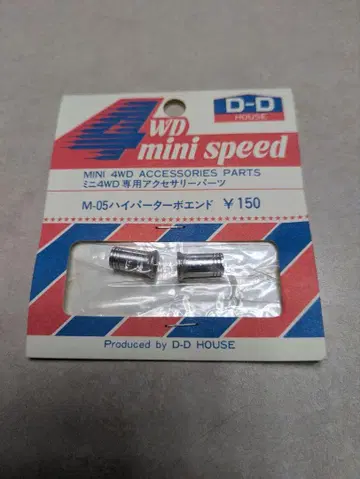 4WD
mini speed
D-D
HOUSE
MINI 4WD ACCESSORIES PARTS
ミニ4WD専用アクセサリーパーツ
M-05ハイパーターボエンド ¥150
Produced by D-D HOUSE